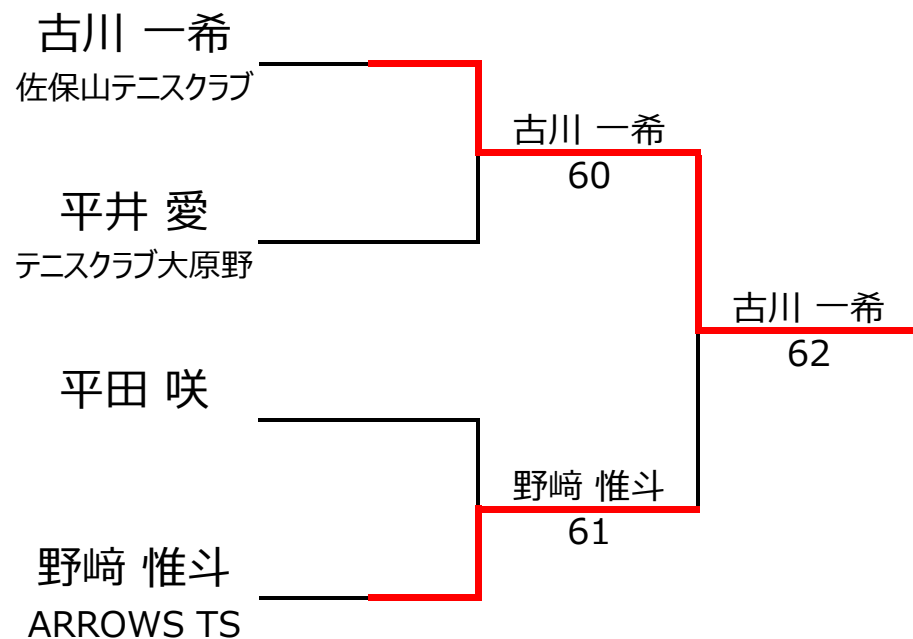 古川 一希
佐保山テニスクラブ
古川 一希
60
平井 愛
テニスクラブ大原野
古川 一希
62
平田 咲
野﨑 惟斗
61
野﨑 惟斗
ARROWS TS